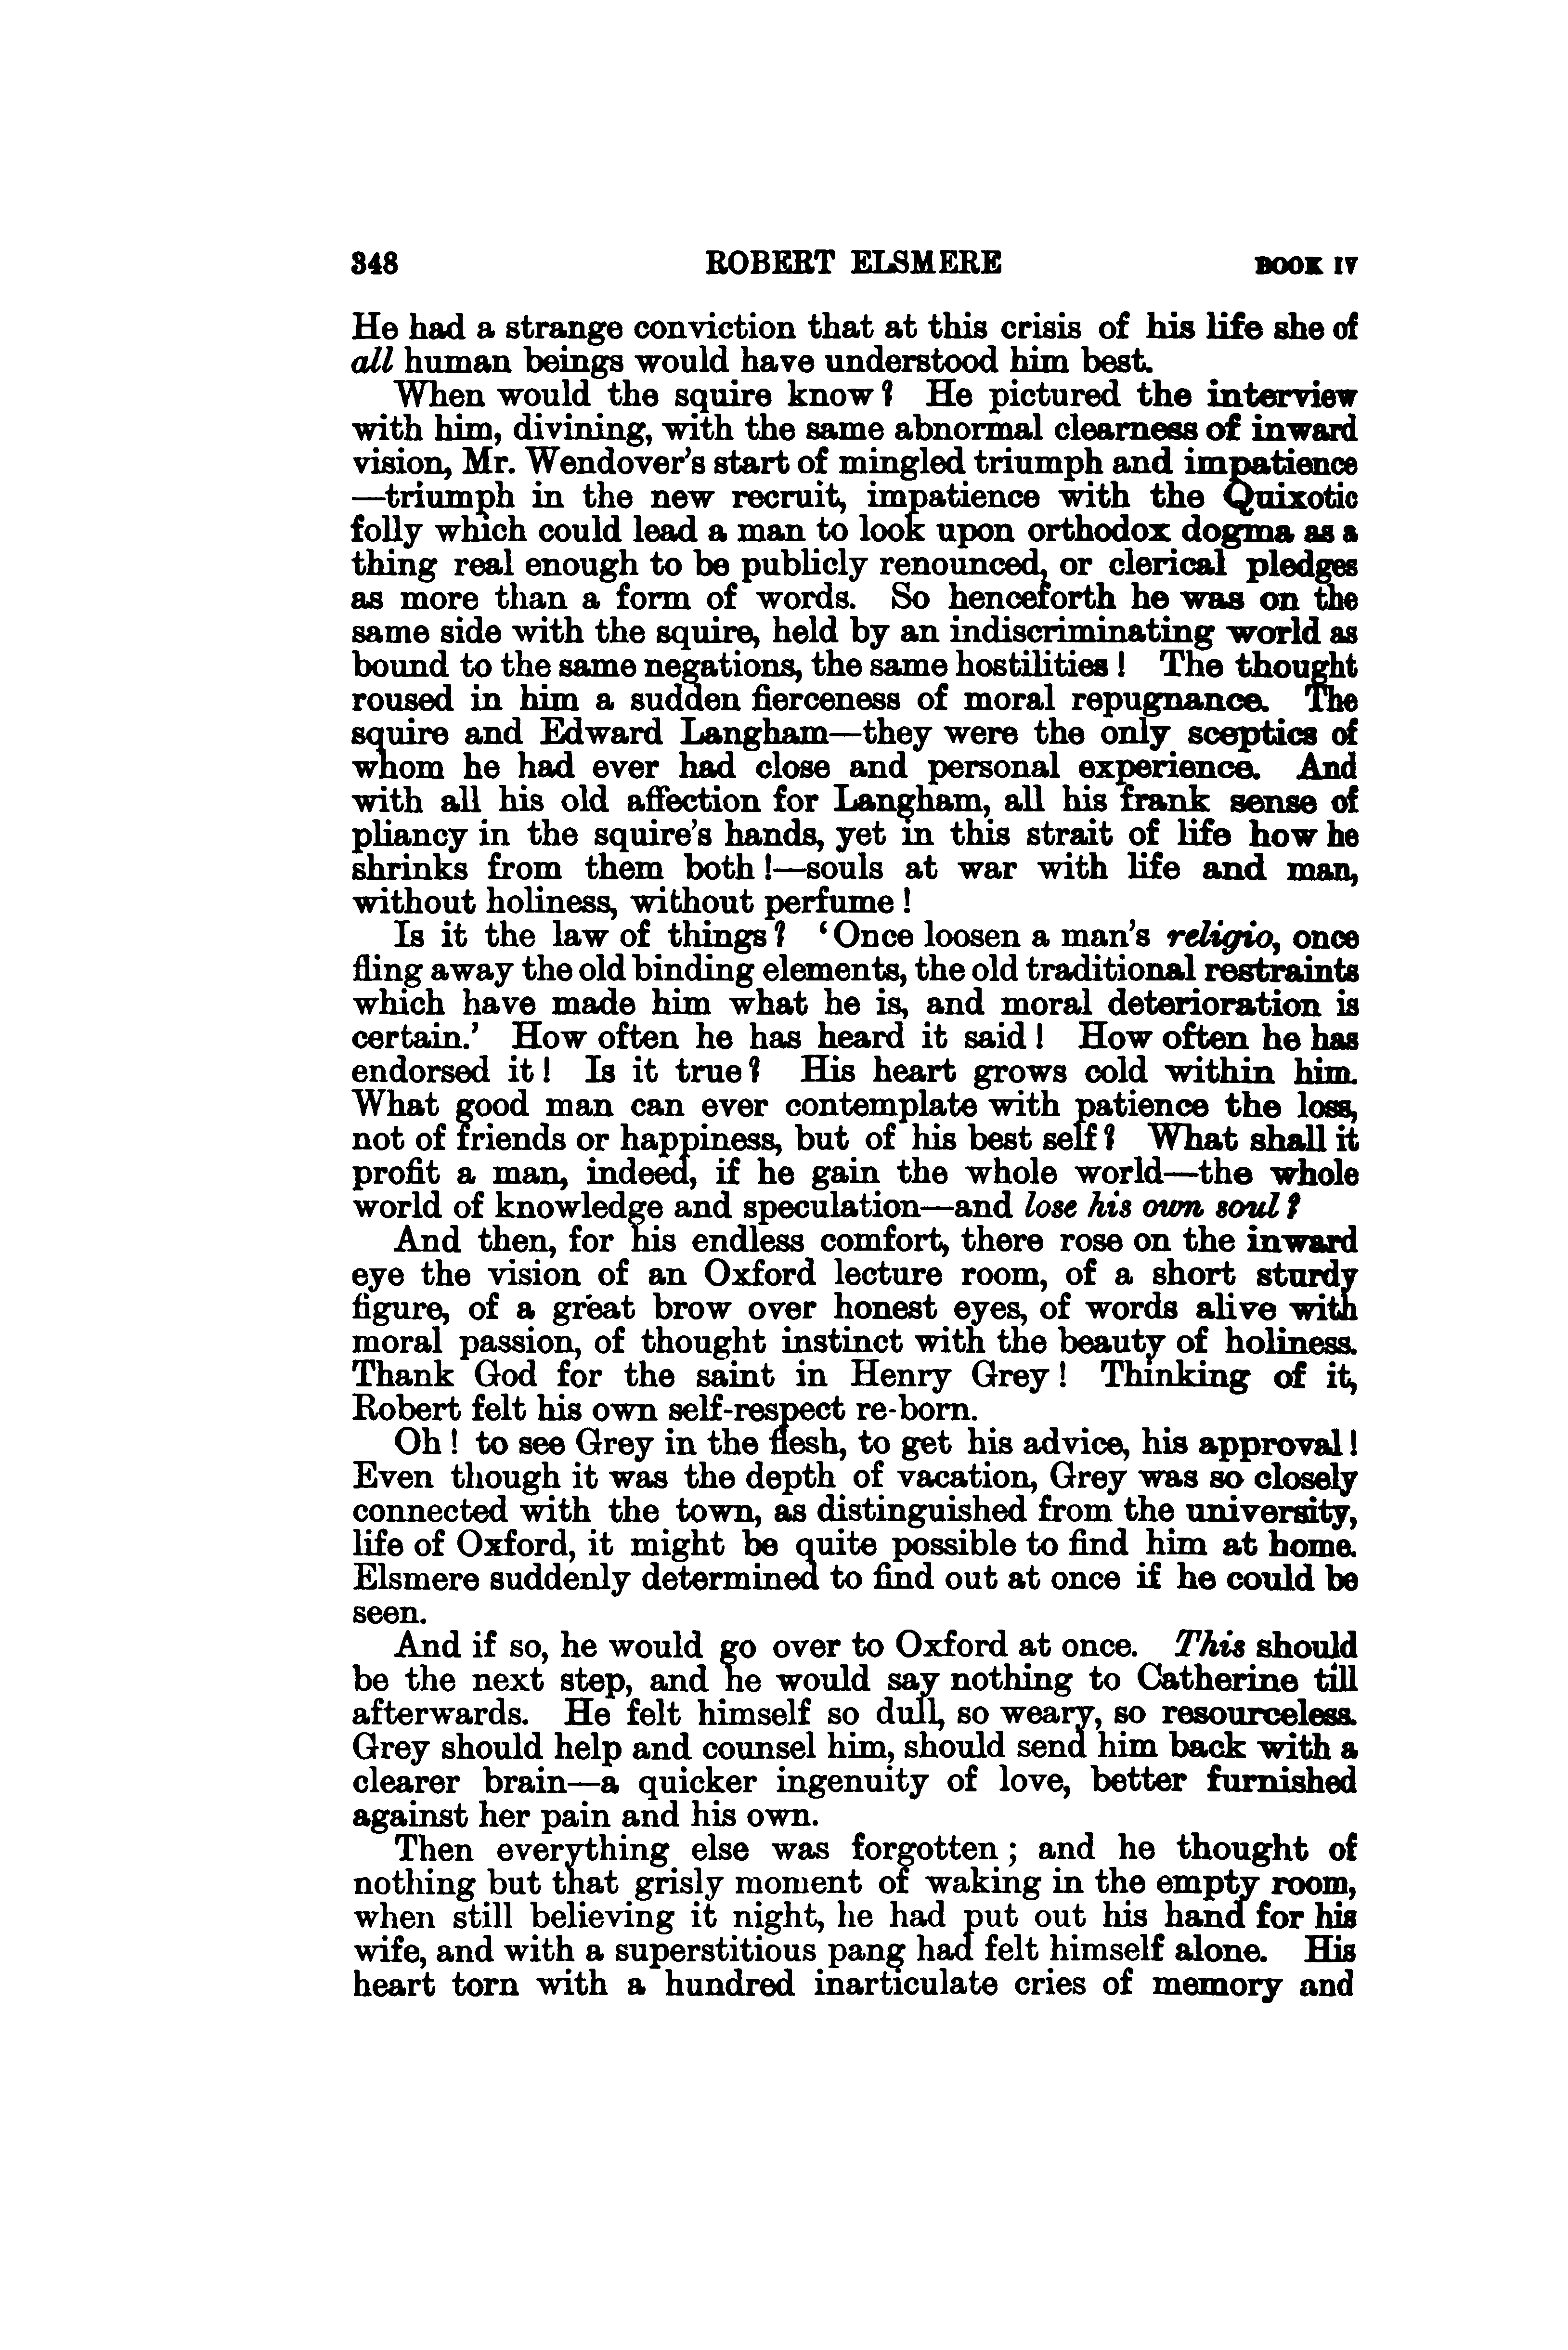 348 ROBERT ELSMERE BOOK IV
He had a strange conviction that at this crisis of his life she of
all human beings would have understood him best.
When would the squire know? He pictured the interview
with him, divining, with the same abnormal clearness of inward
vision, Mr. Wendover's start of mingled triumph and impatience
—triumph in the new recruit, impatience with the Quixotic
folly which could lead a man to look upon orthodox dogma as a
thing real enough to be publicly renounced, or clerical pledges
as more than a form of words. So henceforth he was on the
same side with the squire, held by an indiscriminating world as
bound to the same negations, the same hostilities! The thought
roused in him a sudden fierceness of moral repugnance. The
squire and Edward Langham—they were the only sceptics of
whom he had ever had close and personal experience. And
with all his old affection for Langham, all his frank sense of
pliancy in the squire's hands, yet in this strait of life how he
shrinks from them both!—souls at war with life and man,
without holiness, without perfume!
Is it the law of things? 'Once loosen a man's religio, once
fling away the old binding elements, the old traditional restraints
which have made him what he is, and moral deterioration is
certain.' How often he has heard it said! How often he has
endorsed it! Is it true? His heart grows cold within him.
What good man can ever contemplate with patience the loss,
not of friends or happiness, but of his best self? What shall it
profit a man, indeed, if he gain the whole world—the whole
world of knowledge and speculation—and lose his own soul?
And then, for his endless comfort, there rose on the inward
eye the vision of an Oxford lecture room, of a short sturdy
figure, of a great brow over honest eyes, of words alive with
moral passion, of thought instinct with the beauty of holiness.
Thank God for the saint in Henry Grey! Thinking of it,
Robert felt his own self-respect re-born.
Oh! to see Grey in the flesh, to get his advice, his approval!
Even though it was the depth of vacation, Grey was so closely
connected with the town, as distinguished from the university,
life of Oxford, it might be quite possible to find him at home.
Elsmere suddenly determined to find out at once if he could be
seen.
And if so, he would go over to Oxford at once. This should
be the next step, and he would say nothing to Catherine till
afterwards. He felt himself so dull, so weary, so resourceless.
Grey should help and counsel him, should send him back with a
clearer brain—a quicker ingenuity of love, better furnished
against her pain and his own.
Then everything else was forgotten; and he thought of
nothing but that grisly moment of waking in the empty room,
when still believing it night, he had put out his hand for his
wife, and with a superstitious pang had felt himself alone. His
heart torn with a hundred inarticulate cries of memory and